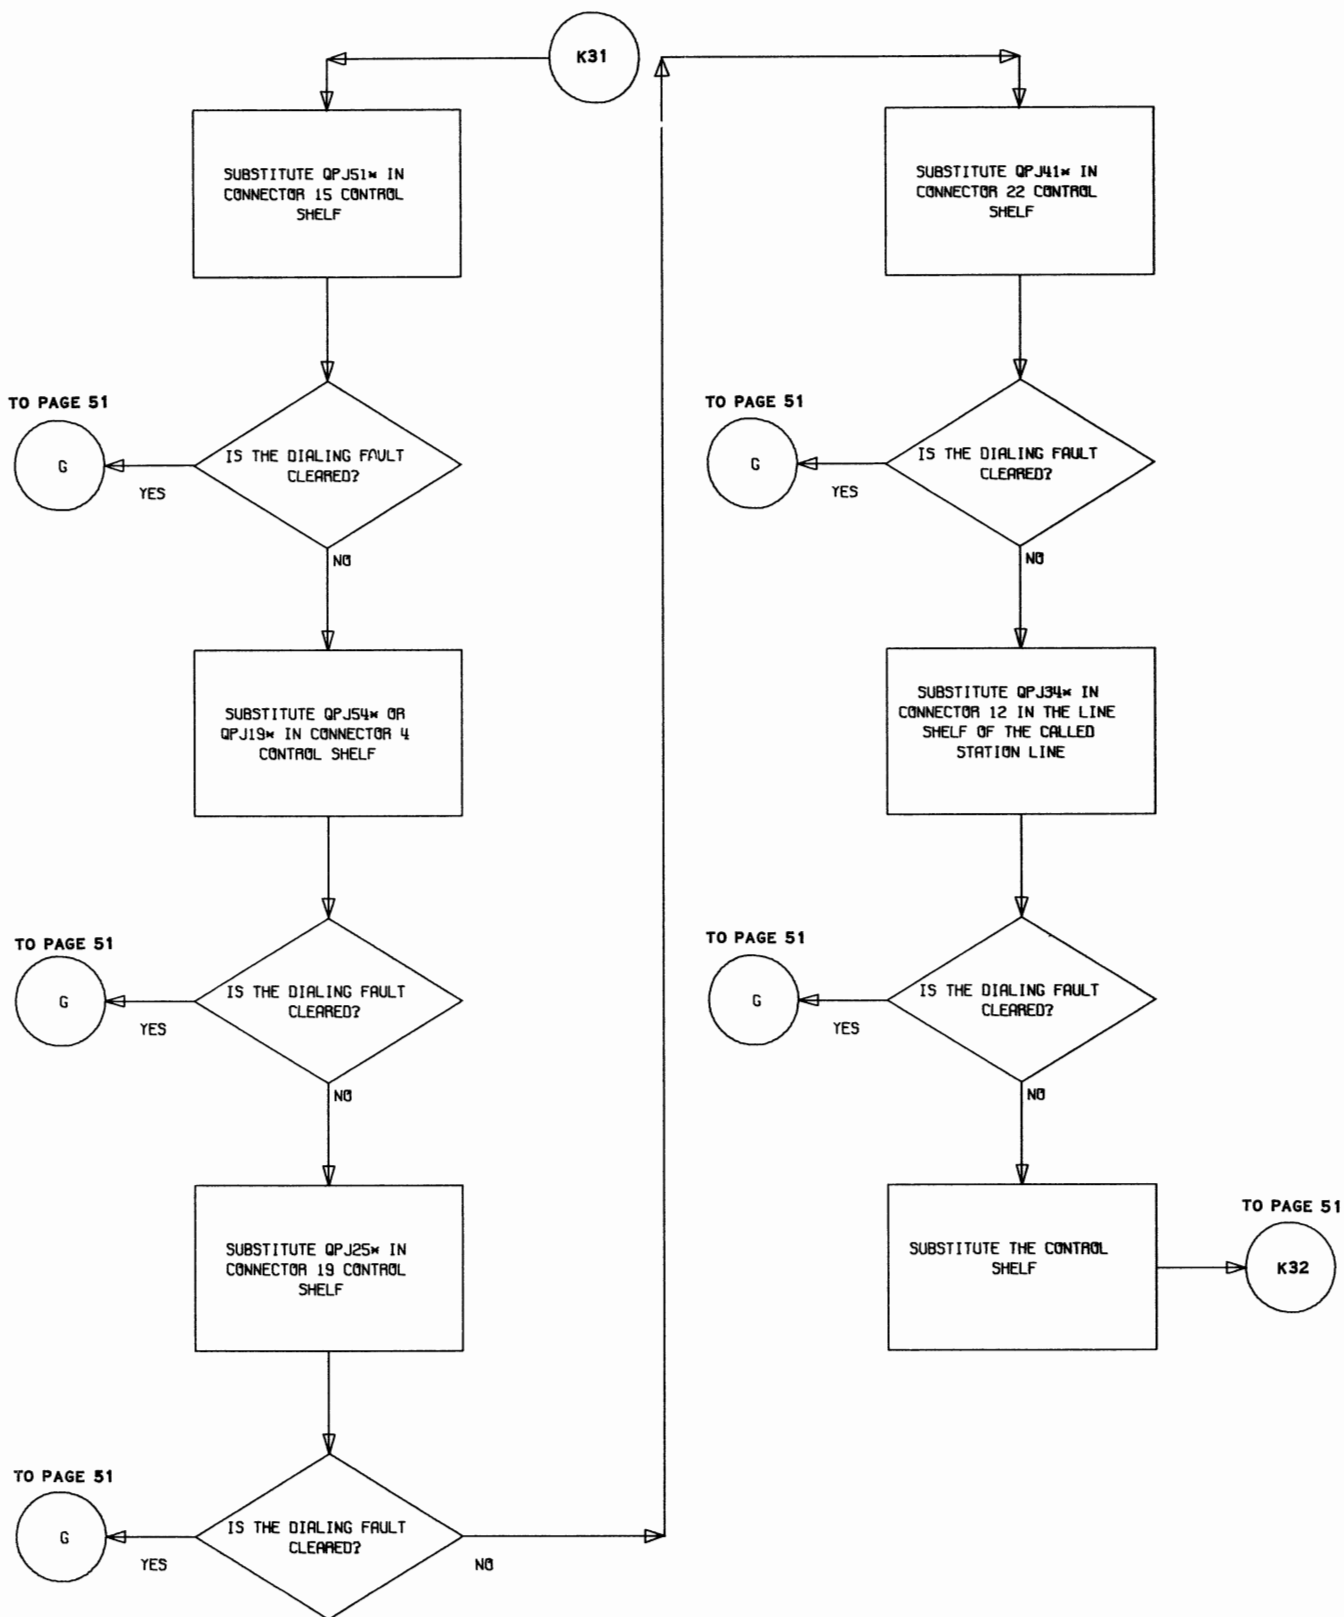 K31
SUBSTITUTE QPJ51* IN
CONNECTOR 15 CONTROL
SHELF
TO PAGE 51
G
YES
IS THE DIALING FAULT
CLEARED?
NO
SUBSTITUTE QPJ54* OR
QPJ19* IN CONNECTOR 4
CONTROL SHELF
TO PAGE 51
G
YES
IS THE DIALING FAULT
CLEARED?
NO
SUBSTITUTE QPJ25* IN
CONNECTOR 19 CONTROL
SHELF
TO PAGE 51
G
YES
IS THE DIALING FAULT
CLEARED?
NO
SUBSTITUTE QPJ41* IN
CONNECTOR 22 CONTROL
SHELF
TO PAGE 51
G
YES
IS THE DIALING FAULT
CLEARED?
NO
SUBSTITUTE QPJ34* IN
CONNECTOR 12 IN THE LINE
SHELF OF THE CALLED
STATION LINE
TO PAGE 51
G
YES
IS THE DIALING FAULT
CLEARED?
NO
SUBSTITUTE THE CONTROL
SHELF
TO PAGE 51
K32